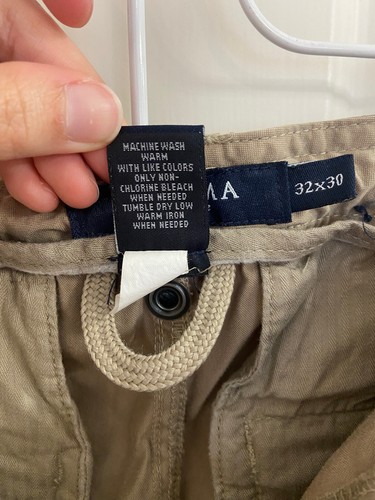 MACHINE WASH
WARM
WITH LIKE COLORS
ONLY NON-
CHLORINE BLEACH
WHEN NEEDED
TUMBLE DRY LOW
WARM IRON
WHEN NEEDED
MA
32x30